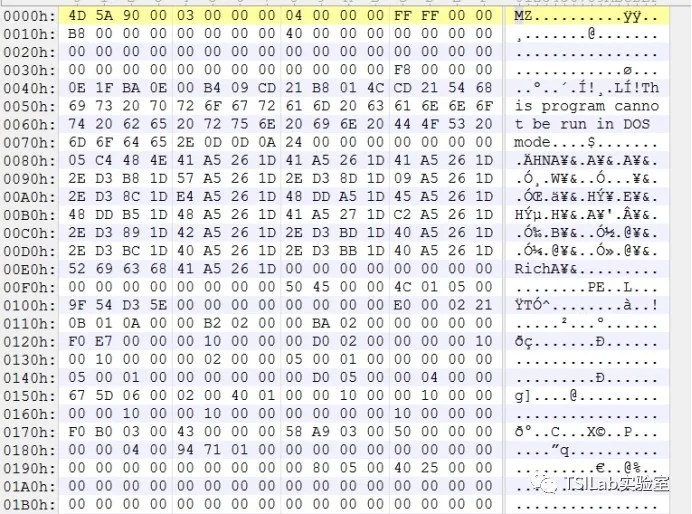 0000h: 4D 5A 90 00 03 00 00 00 04 00 00 00 FF FF 00 00 MZ..........ÿÿ..
0010h: B8 00 00 00 00 00 00 00 40 00 00 00 00 00 00 00 ¸.......@.......
0020h: 00 00 00 00 00 00 00 00 00 00 00 00 00 00 00 00 ................
0030h: 00 00 00 00 00 00 00 00 00 00 00 00 F8 00 00 00 ............ø...
0040h: 0E 1F BA 0E 00 B4 09 CD 21 B8 01 4C CD 21 54 68 ..º..´.Í!¸.LÍ!Th
0050h: 69 73 20 70 72 6F 67 72 61 6D 20 63 61 6E 6E 6F is program canno
0060h: 74 20 62 65 20 72 75 6E 20 69 6E 20 44 4F 53 20 t be run in DOS
0070h: 6D 6F 64 65 2E 0D 0D 0A 24 00 00 00 00 00 00 00 mode....$.......
0080h: 05 C4 48 4E 41 A5 26 1D 41 A5 26 1D 41 A5 26 1D .ÄHNA¥&.A¥&.A¥&.
0090h: 2E D3 B8 1D 57 A5 26 1D 2E D3 8D 1D 09 A5 26 1D .Ó¸.W¥&..Ó...¥&.
00A0h: 2E D3 8C 1D E4 A5 26 1D 48 DD A5 1D 45 A5 26 1D .ÓŒ.ä¥&.HÝ¥.E¥&.
00B0h: 48 DD B5 1D 48 A5 26 1D 41 A5 27 1D C2 A5 26 1D HÝµ.H¥&.A¥'.Â¥&.
00C0h: 2E D3 89 1D 42 A5 26 1D 2E D3 BD 1D 40 A5 26 1D .Ó‰.B¥&..Ó½.@¥&.
00D0h: 2E D3 BC 1D 40 A5 26 1D 2E D3 BB 1D 40 A5 26 1D .Ó¼.@¥&..Ó».@¥&.
00E0h: 52 69 63 68 41 A5 26 1D 00 00 00 00 00 00 00 00 RichA¥&.........
00F0h: 00 00 00 00 00 00 00 00 50 45 00 00 4C 01 05 00 ........PE..L...
0100h: 9F 54 D3 5E 00 00 00 00 00 00 00 00 E0 00 02 21 ŸTÓ^........à..!
0110h: 0B 01 0A 00 00 B2 02 00 00 BA 02 00 00 00 00 00 .....²...º......
0120h: F0 E7 00 00 00 10 00 00 00 D0 02 00 00 00 00 10 ðç.......Ð......
0130h: 00 10 00 00 00 02 00 00 05 00 01 00 00 00 00 00 ................
0140h: 05 00 01 00 00 00 00 00 00 D0 05 00 00 04 00 00 .........Ð......
0150h: 67 5D 06 00 02 00 40 01 00 00 10 00 00 10 00 00 g]....@.........
0160h: 00 00 10 00 00 10 00 00 00 00 00 00 10 00 00 00 ................
0170h: F0 B0 03 00 43 00 00 00 58 A9 03 00 50 00 00 00 ð°..C...X©..P...
0180h: 00 00 04 00 94 71 01 00 00 00 00 00 00 00 00 00 ....”q..........
0190h: 00 00 00 00 00 00 00 00 00 80 05 00 40 25 00 00 .........€..@%..
01A0h: 00 00 00 00 00 00 00 00 00 00 00 00 00 00 00 00
01B0h: 00 00 00 00 00 00 00 00 00 00 00 00 00 00 00 00
TSILab实验室